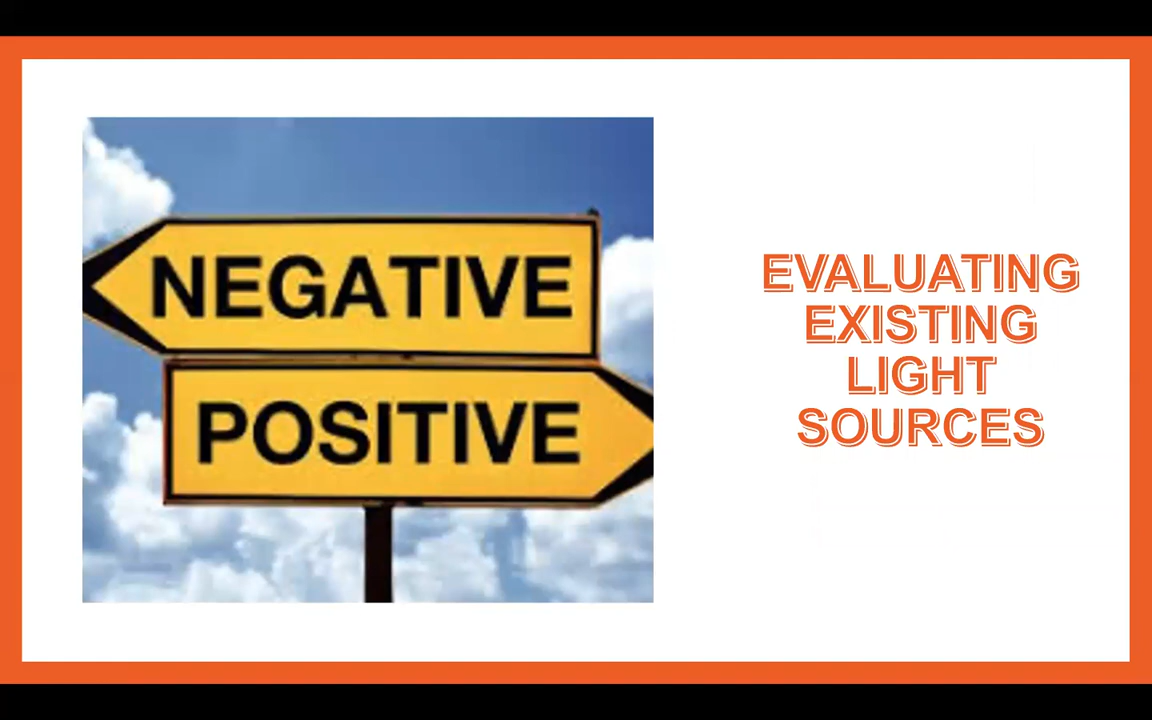 NEGATIVE
POSITIVE
EVALUATING
EXISTING
LIGHT
SOURCES